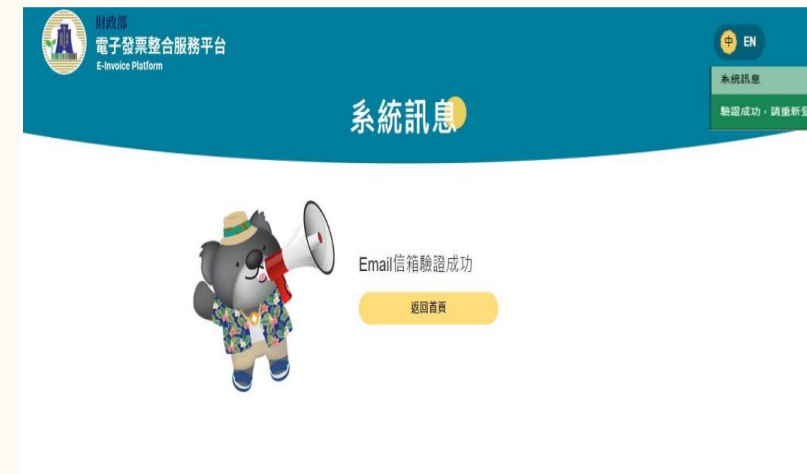 財政部
電子發票整合服務平台
E-Invoice Platform
中 EN
系統訊息
驗證成功，請重新登
系統訊息
Email信箱驗證成功
返回首頁